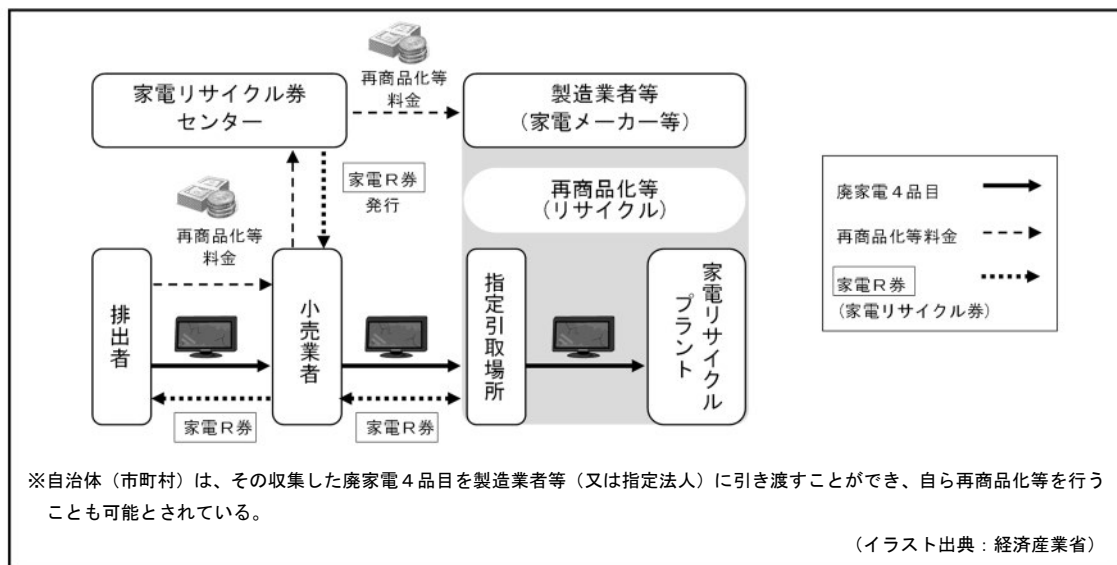 再商品化等
料金
家電リサイクル券
センター
製造業者等
(家電メーカー等)
家電R券
発行
再商品化等
(リサイクル)
再商品化等
料金
排出者
小売業者
指定引取場所
家電リサイクル
プラント
家電R券
家電R券
廃家電4品目
再商品化等料金
家電R券
(家電リサイクル券)
※自治体(市町村)は、その収集した廃家電4品目を製造業者等(又は指定法人)に引き渡すことができ、自ら再商品化等を行う
ことも可能とされている。
(イラスト出典:経済産業省)